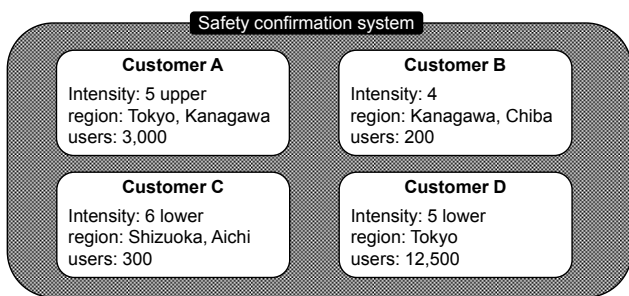 Safety confirmation system
Customer A
Intensity: 5 upper
region: Tokyo, Kanagawa
users: 3,000
Customer B
Intensity: 4
region: Kanagawa, Chiba
users: 200
Customer C
Intensity: 6 lower
region: Shizuoka, Aichi
users: 300
Customer D
Intensity: 5 lower
region: Tokyo
users: 12,500